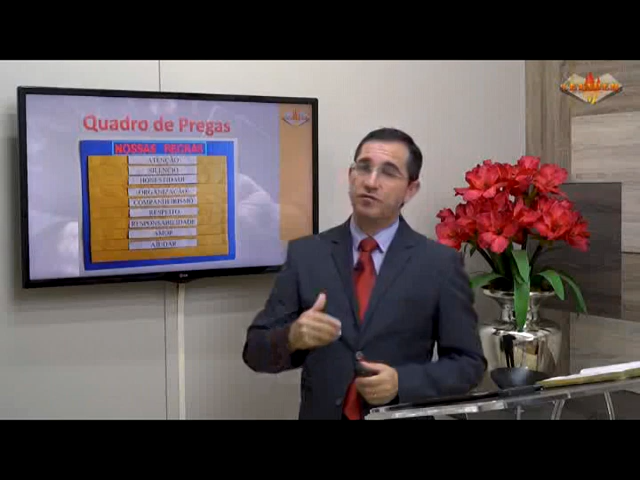 Quadro de Pregas
NOSSAS REGRAS
ATENÇÃO
SILÊNCIO
HONESTIDADE
ORGANIZAÇÃO
COMPANHEIRISMO
RESPEITO
RESPONSABILIDADE
AMOR
AJUDAR